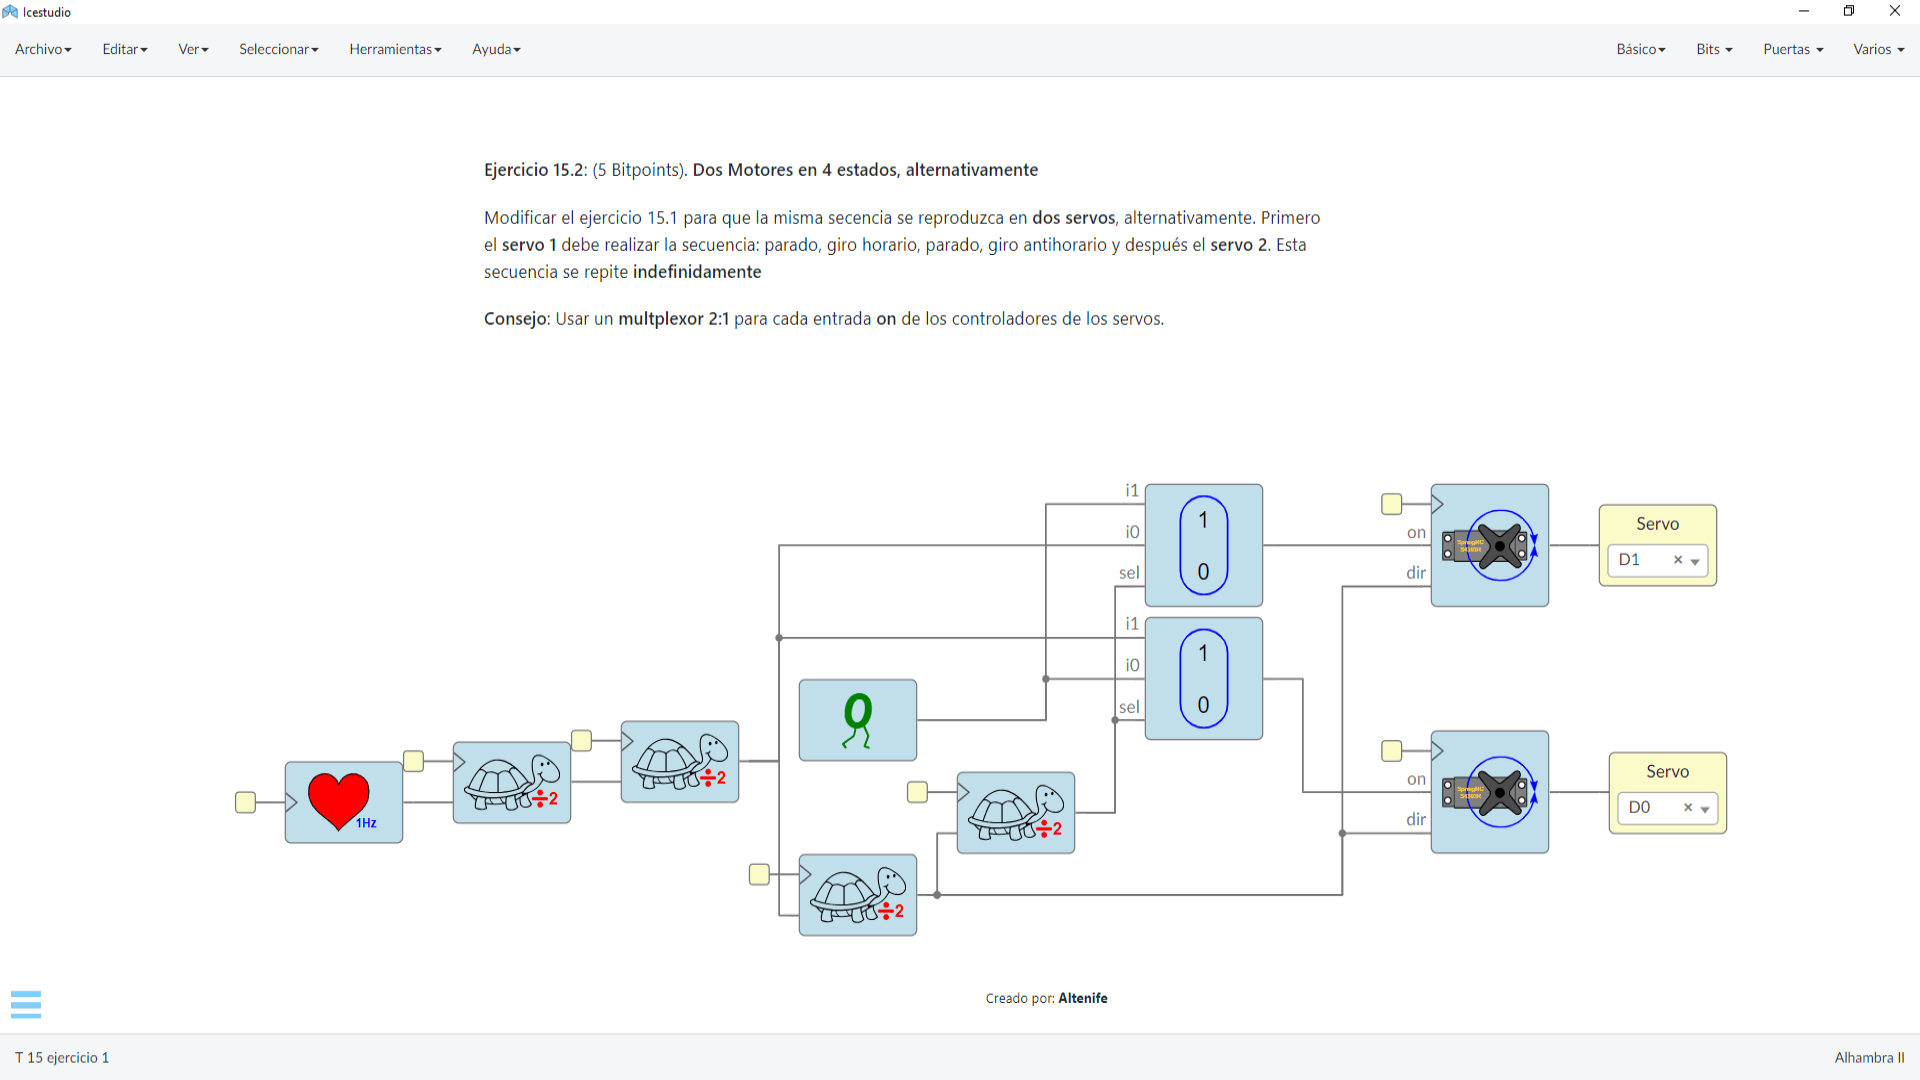 Icestudio
Archivo Editar Ver Seleccionar Herramientas Ayuda Básico Bits Puertas Varios
Ejercicio 15.2: (5 Bitpoints). Dos Motores en 4 estados, alternativamente
Modificar el ejercicio 15.1 para que la misma secencia se reproduzca en dos servos, alternativamente. Primero
el servo 1 debe realizar la secuencia: parado, giro horario, parado, giro antihorario y después el servo 2. Esta
secuencia se repite indefinidamente
Consejo: Usar un multplexor 2:1 para cada entrada on de los controladores de los servos.
i1
i0
sel
1
0
on
dir
Servo
D1 ×
i1
i0
sel
1
0
0
1Hz
÷2
÷2
÷2
÷2
on
dir
Servo
D0 ×
Creado por: Altenife
T 15 ejercicio 1
Alhambra II